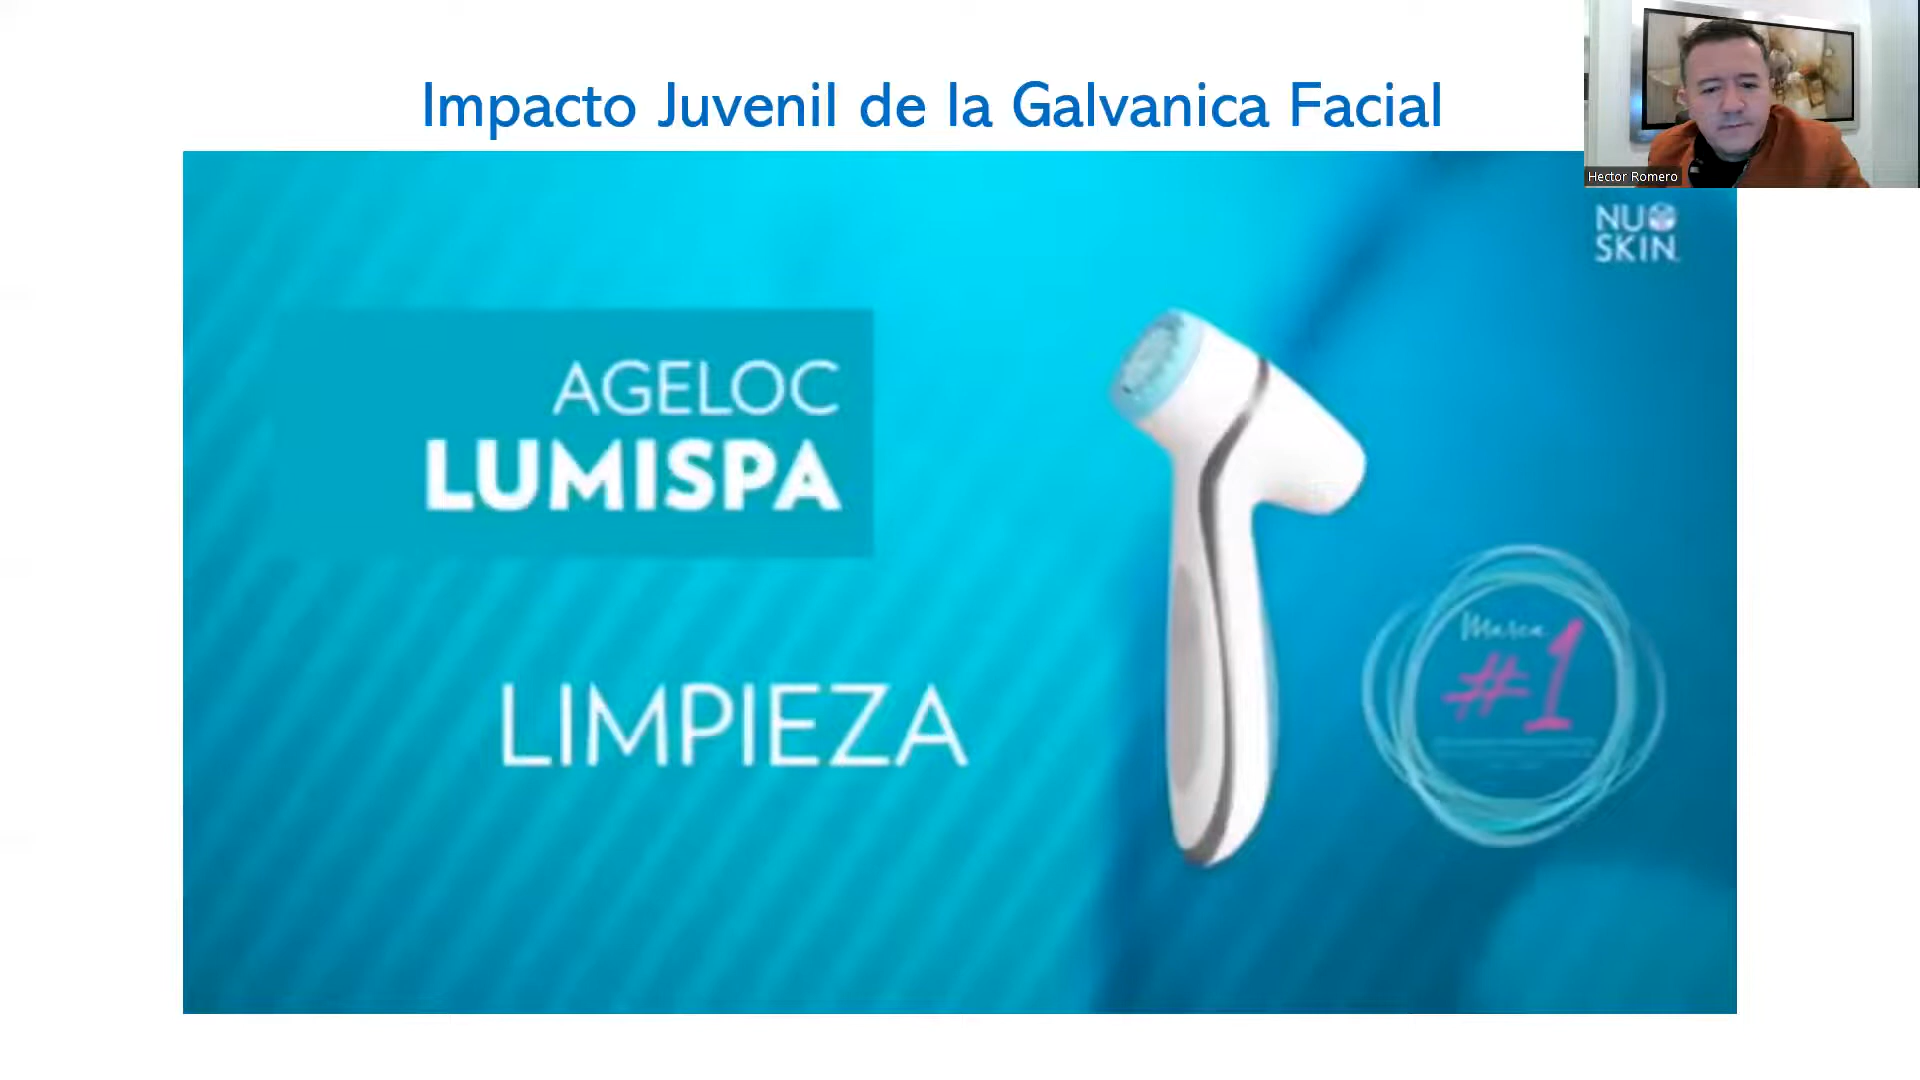 Impacto Juvenil de la Galvanica Facial
Hector Romero
NU
SKIN
AGELOC
LUMISPA
LIMPIEZA
Marca
#1